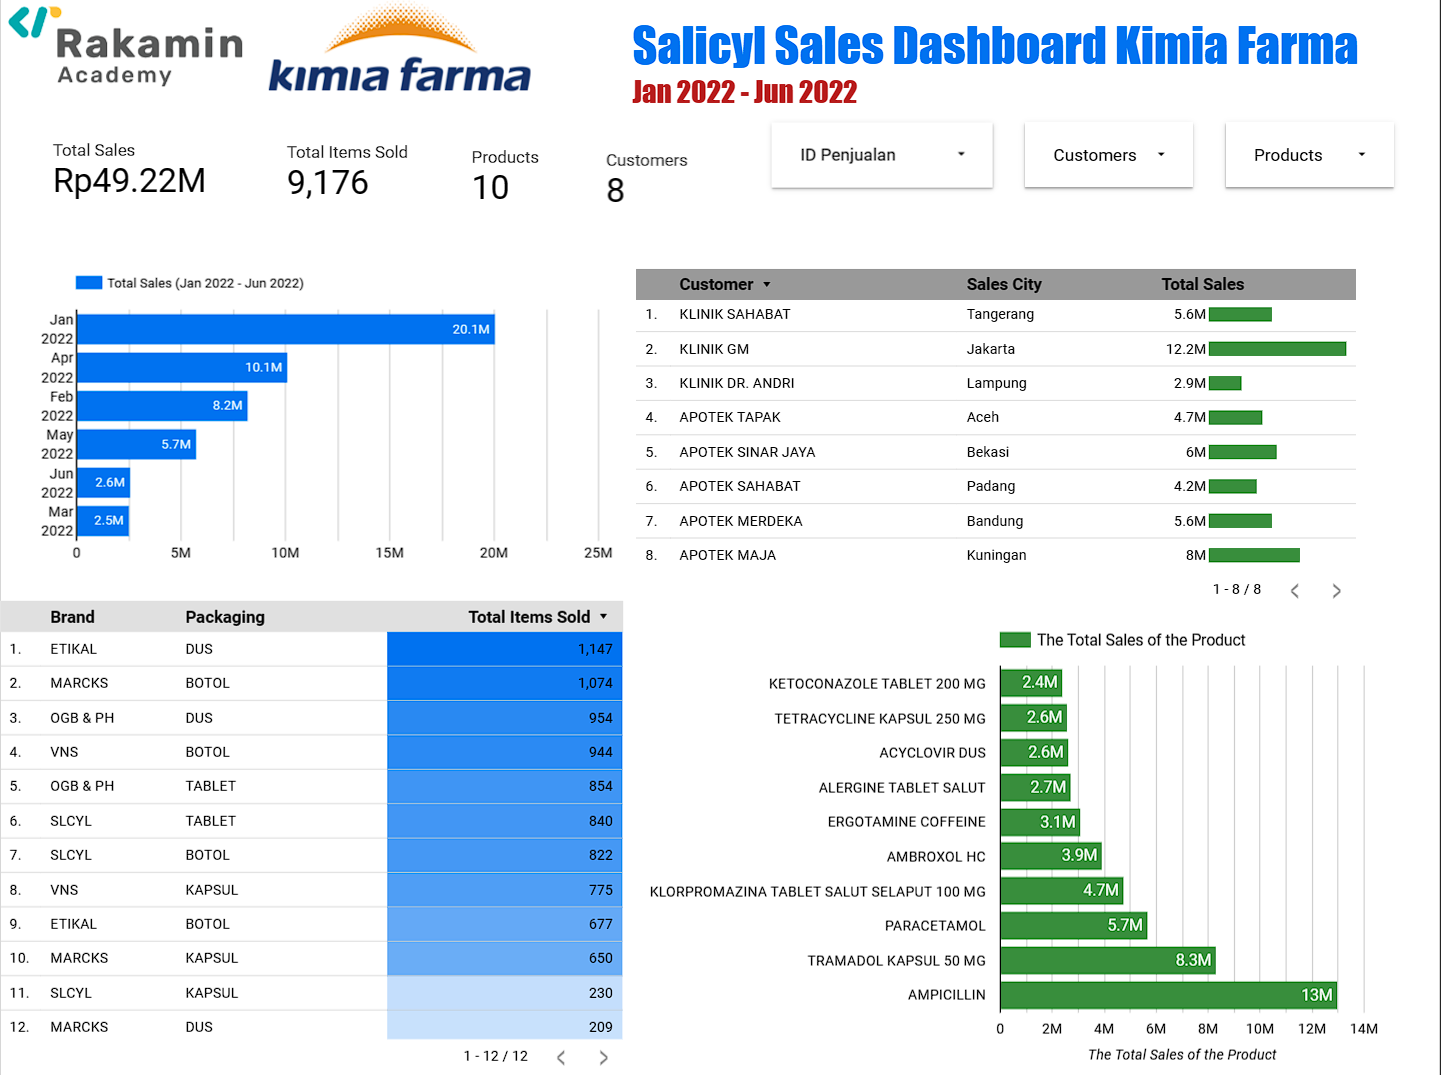 Rakamin
Academy
kimia farma
Salicyl Sales Dashboard Kimia Farma
Jan 2022 - Jun 2022
Total Sales
Rp49.22M
Total Items Sold
9,176
Products
10
Customers
8
ID Penjualan
Customers
Products
Total Sales (Jan 2022 - Jun 2022)
Jan
2022
20.1M
Apr
2022
10.1M
Feb
2022
8.2M
May
2022
5.7M
Jun
2022
2.6M
Mar
2022
2.5M
0 5M 10M 15M 20M 25M
Customer Sales City Total Sales
1. KLINIK SAHABAT Tangerang 5.6M
2. KLINIK GM Jakarta 12.2M
3. KLINIK DR. ANDRI Lampung 2.9M
4. APOTEK TAPAK Aceh 4.7M
5. APOTEK SINAR JAYA Bekasi 6M
6. APOTEK SAHABAT Padang 4.2M
7. APOTEK MERDEKA Bandung 5.6M
8. APOTEK MAJA Kuningan 8M
1 - 8 / 8
Brand Packaging Total Items Sold
1. ETIKAL DUS 1,147
2. MARCKS BOTOL 1,074
3. OGB & PH DUS 954
4. VNS BOTOL 944
5. OGB & PH TABLET 854
6. SLCYL TABLET 840
7. SLCYL BOTOL 822
8. VNS KAPSUL 775
9. ETIKAL BOTOL 677
10. MARCKS KAPSUL 650
11. SLCYL KAPSUL 230
12. MARCKS DUS 209
1 - 12 / 12
The Total Sales of the Product
KETOCONAZOLE TABLET 200 MG 2.4M
TETRACYCLINE KAPSUL 250 MG 2.6M
ACYCLOVIR DUS 2.6M
ALERGINE TABLET SALUT 2.7M
ERGOTAMINE COFFEINE 3.1M
AMBROXOL HC 3.9M
KLORPROMAZINA TABLET SALUT SELAPUT 100 MG 4.7M
PARACETAMOL 5.7M
TRAMADOL KAPSUL 50 MG 8.3M
AMPICILLIN 13M
0 2M 4M 6M 8M 10M 12M 14M
The Total Sales of the Product